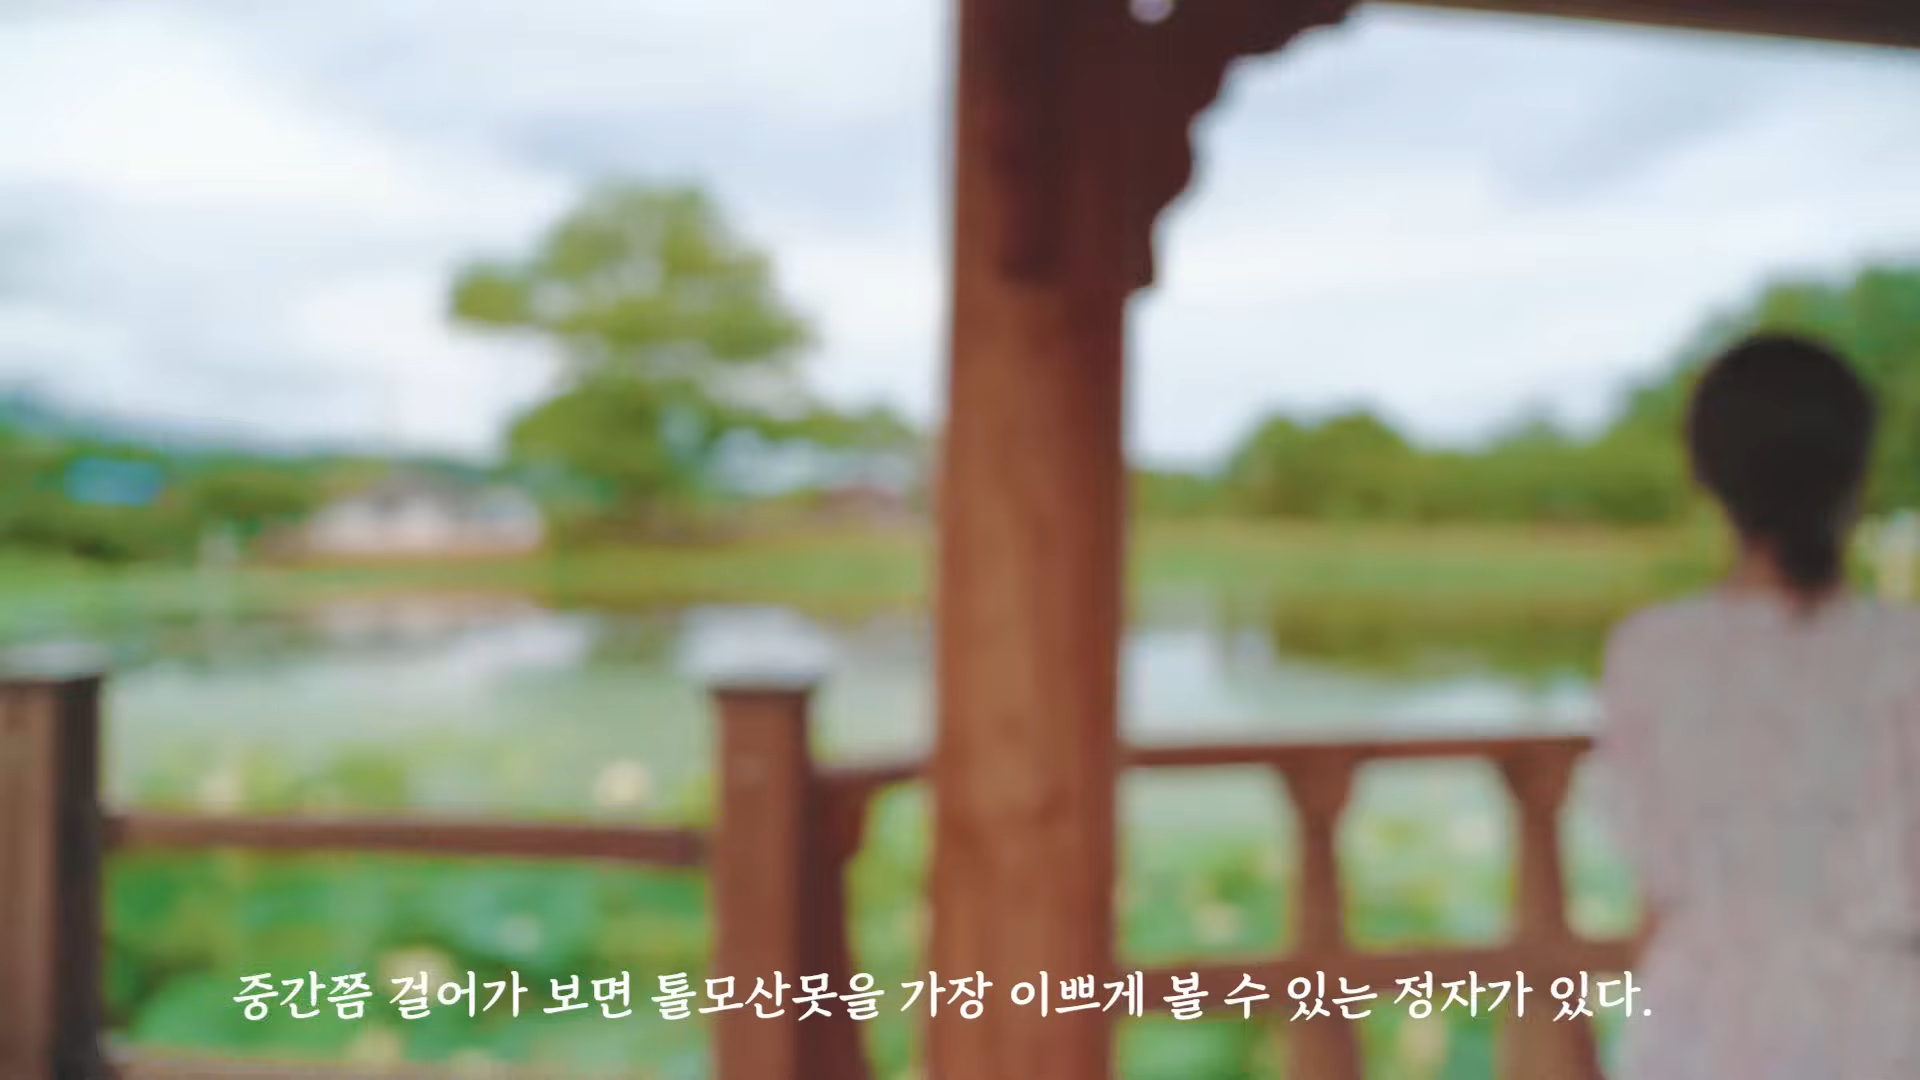 중간쯤 걸어가 보면 톨모산못을 가장 이쁘게 볼 수 있는 정자가 있다.